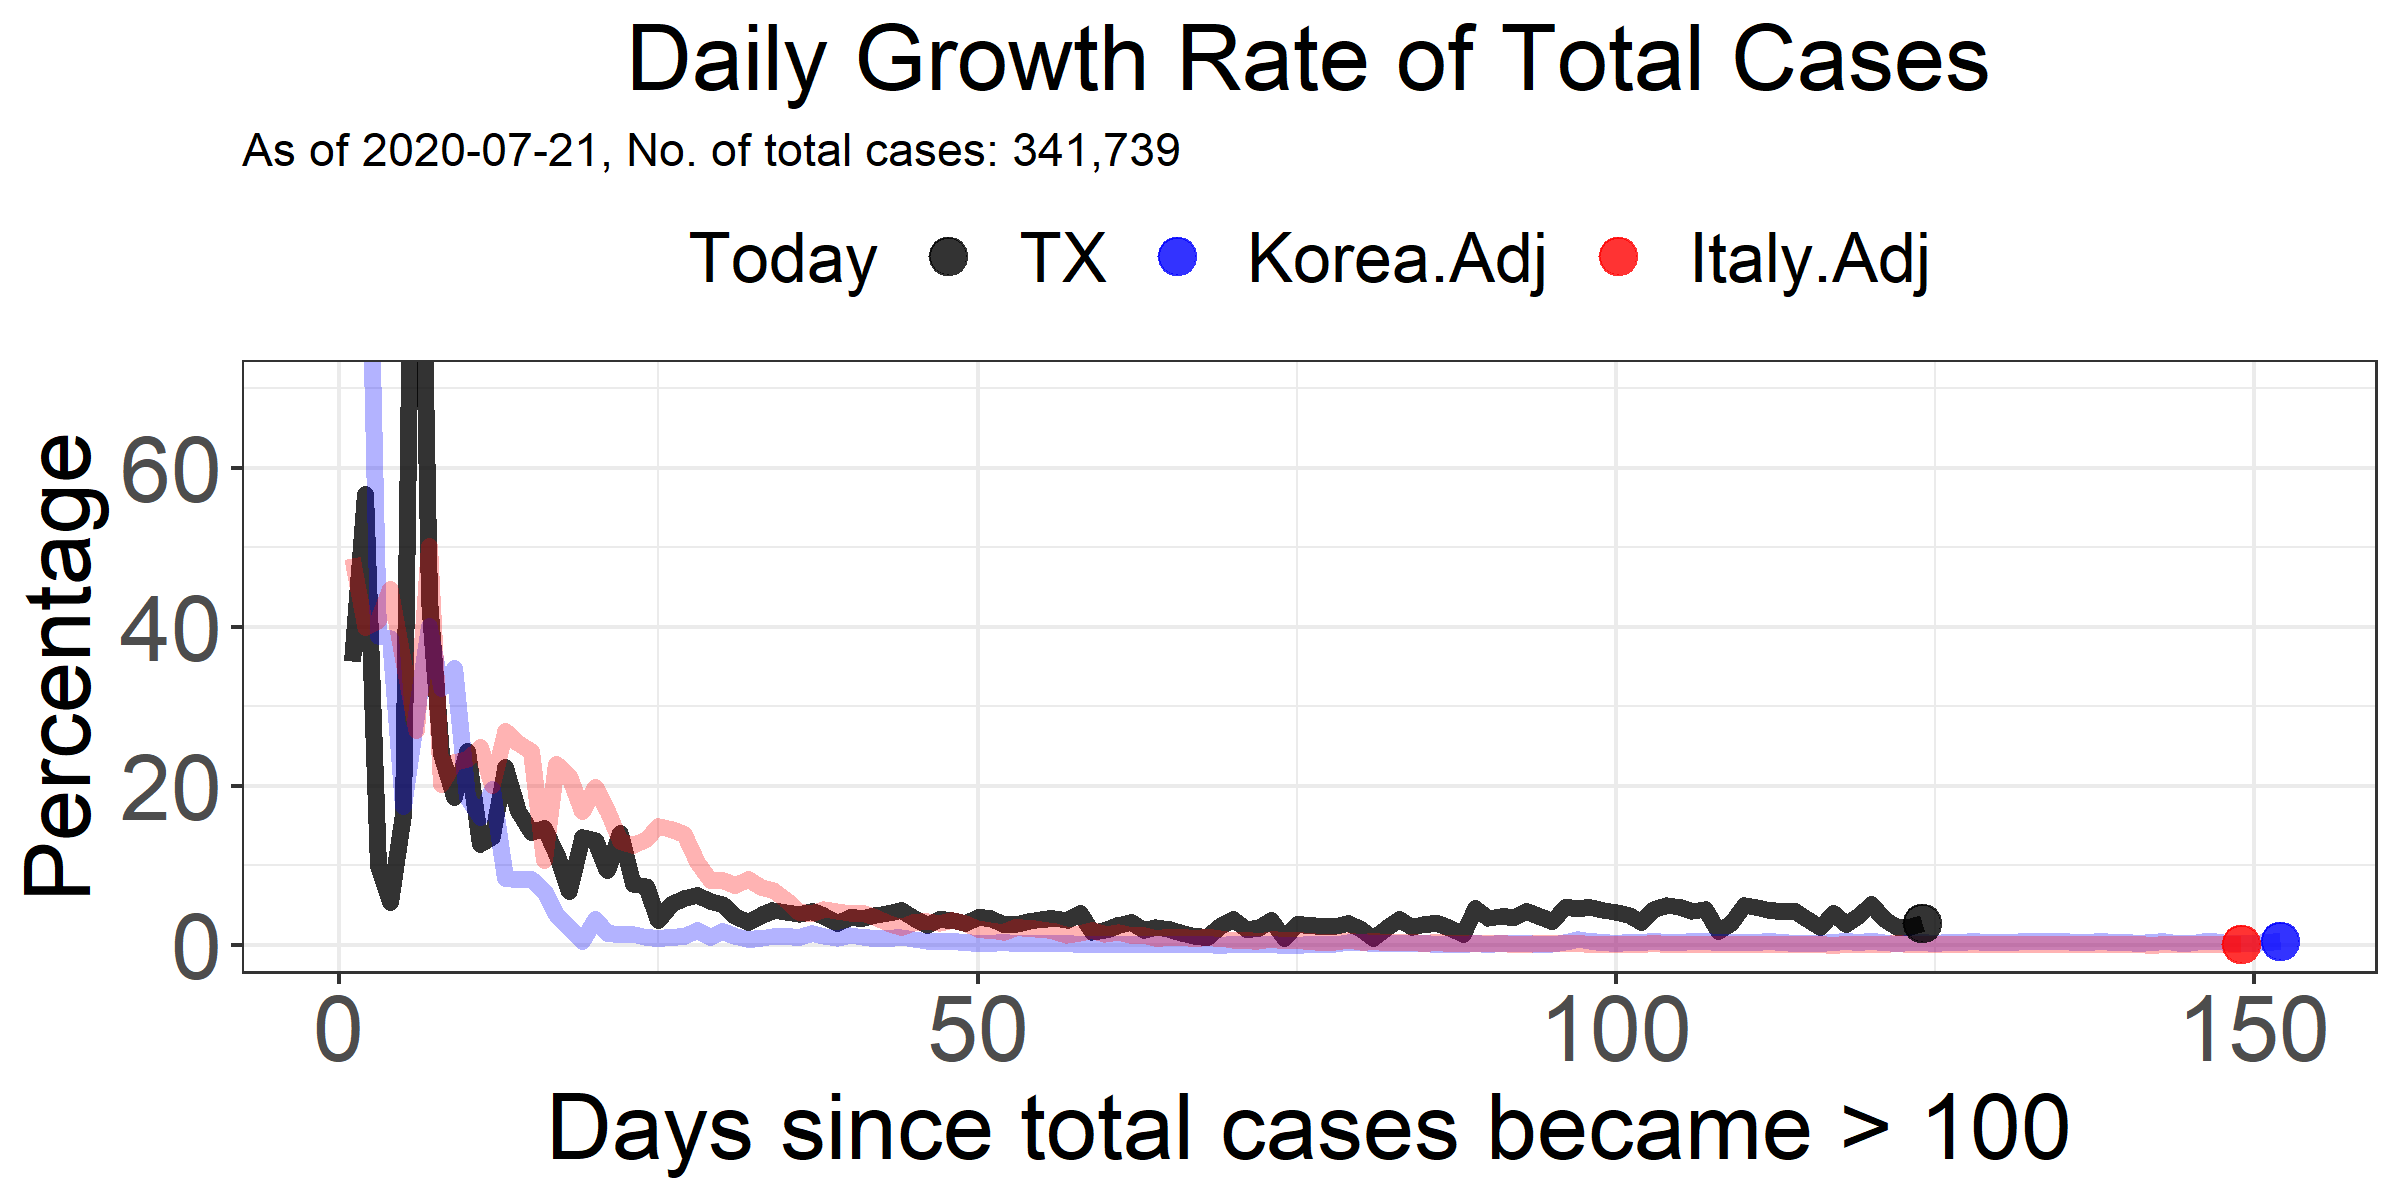 Daily Growth Rate of Total Cases
As of 2020-07-21, No. of total cases: 341,739
Today TX Korea.Adj Italy.Adj
Percentage
60
40
20
0
0 50 100 150
Days since total cases became > 100